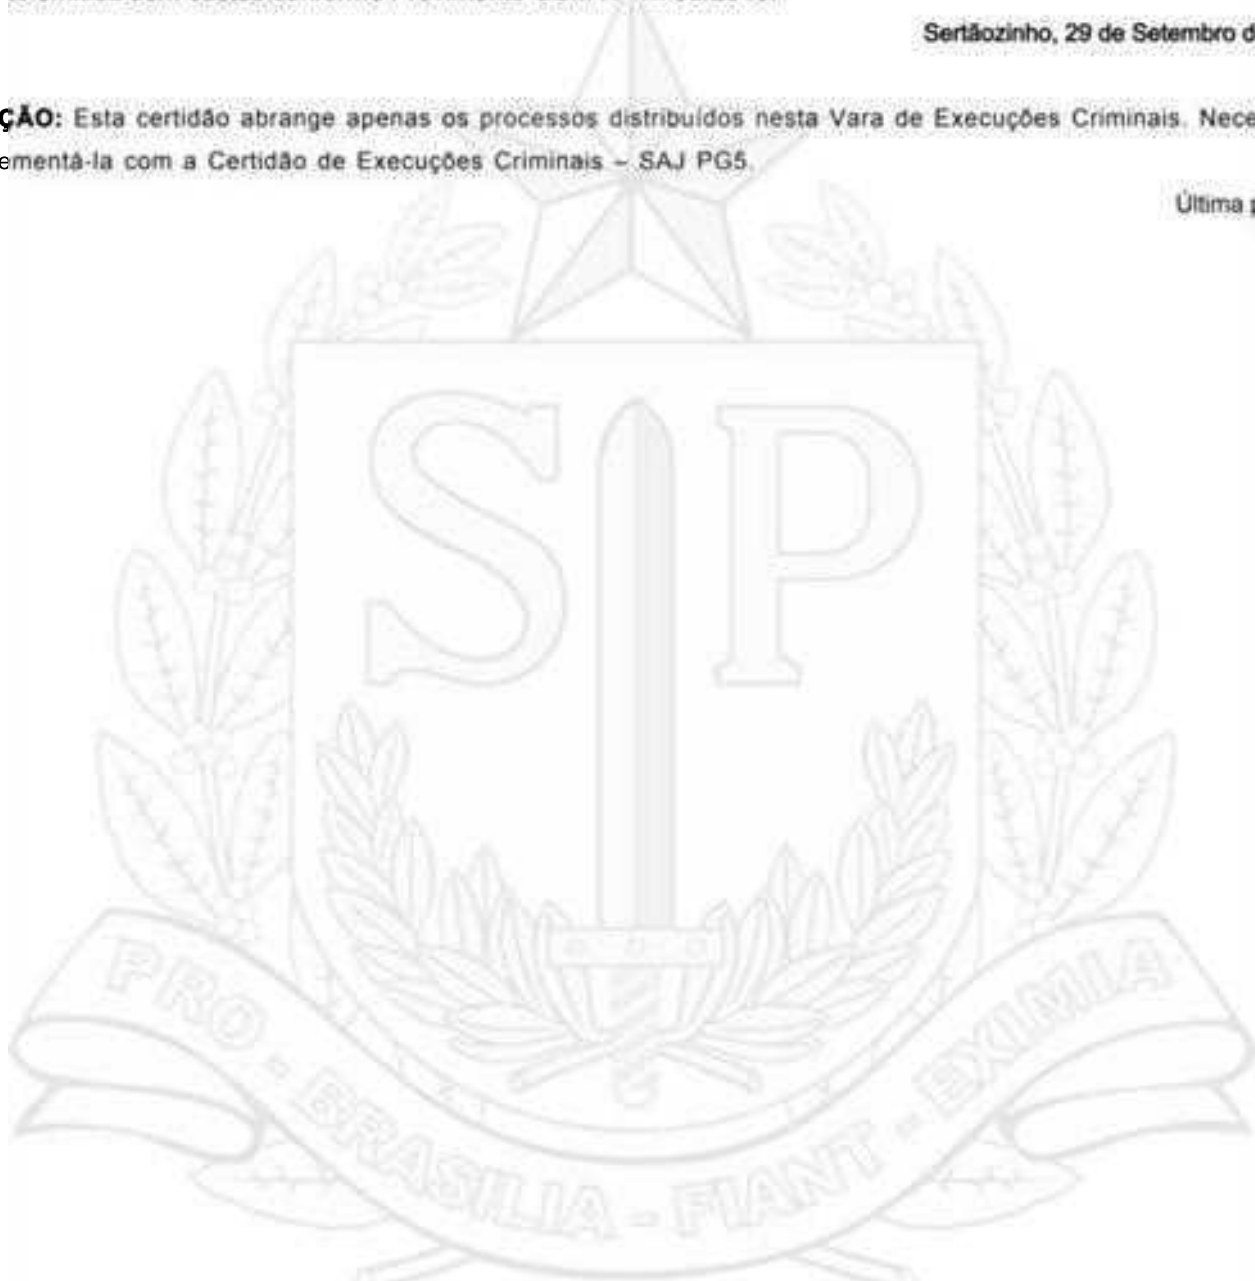 Sertãozinho, 29 de Setembro d
ÇÃO: Esta certidão abrange apenas os processos distribuídos nesta Vara de Execuções Criminais. Nece
ementá-la com a Certidão de Execuções Criminais – SAJ PG5.
Última p
S P
PRO - BRASILIA - FIANT - EXIMIA